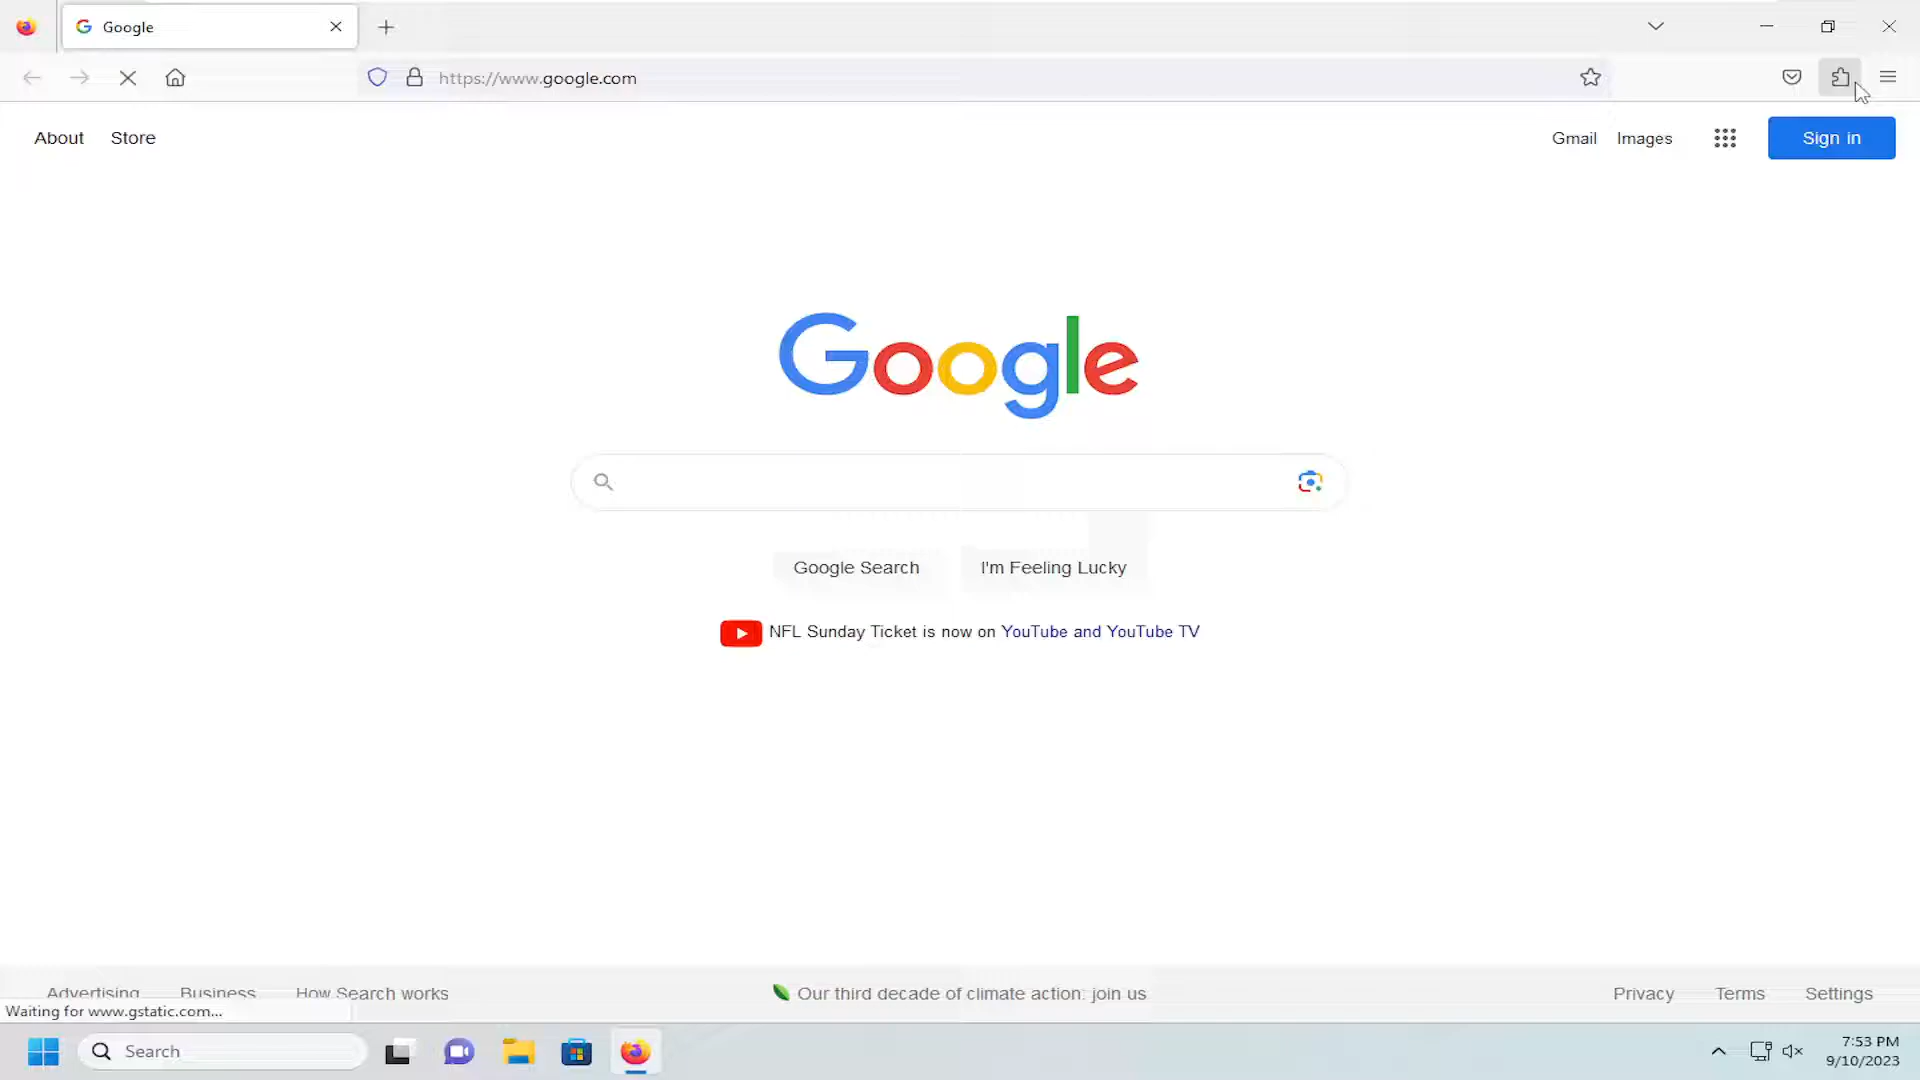 Google
https://www.google.com
About
Store
Gmail
Images
Sign in
Google
Google Search
I'm Feeling Lucky
NFL Sunday Ticket is now on YouTube and YouTube TV
Advertising
Business
How Search works
Our third decade of climate action: join us
Privacy
Terms
Settings
Waiting for www.gstatic.com...
Search
7:53 PM
9/10/2023